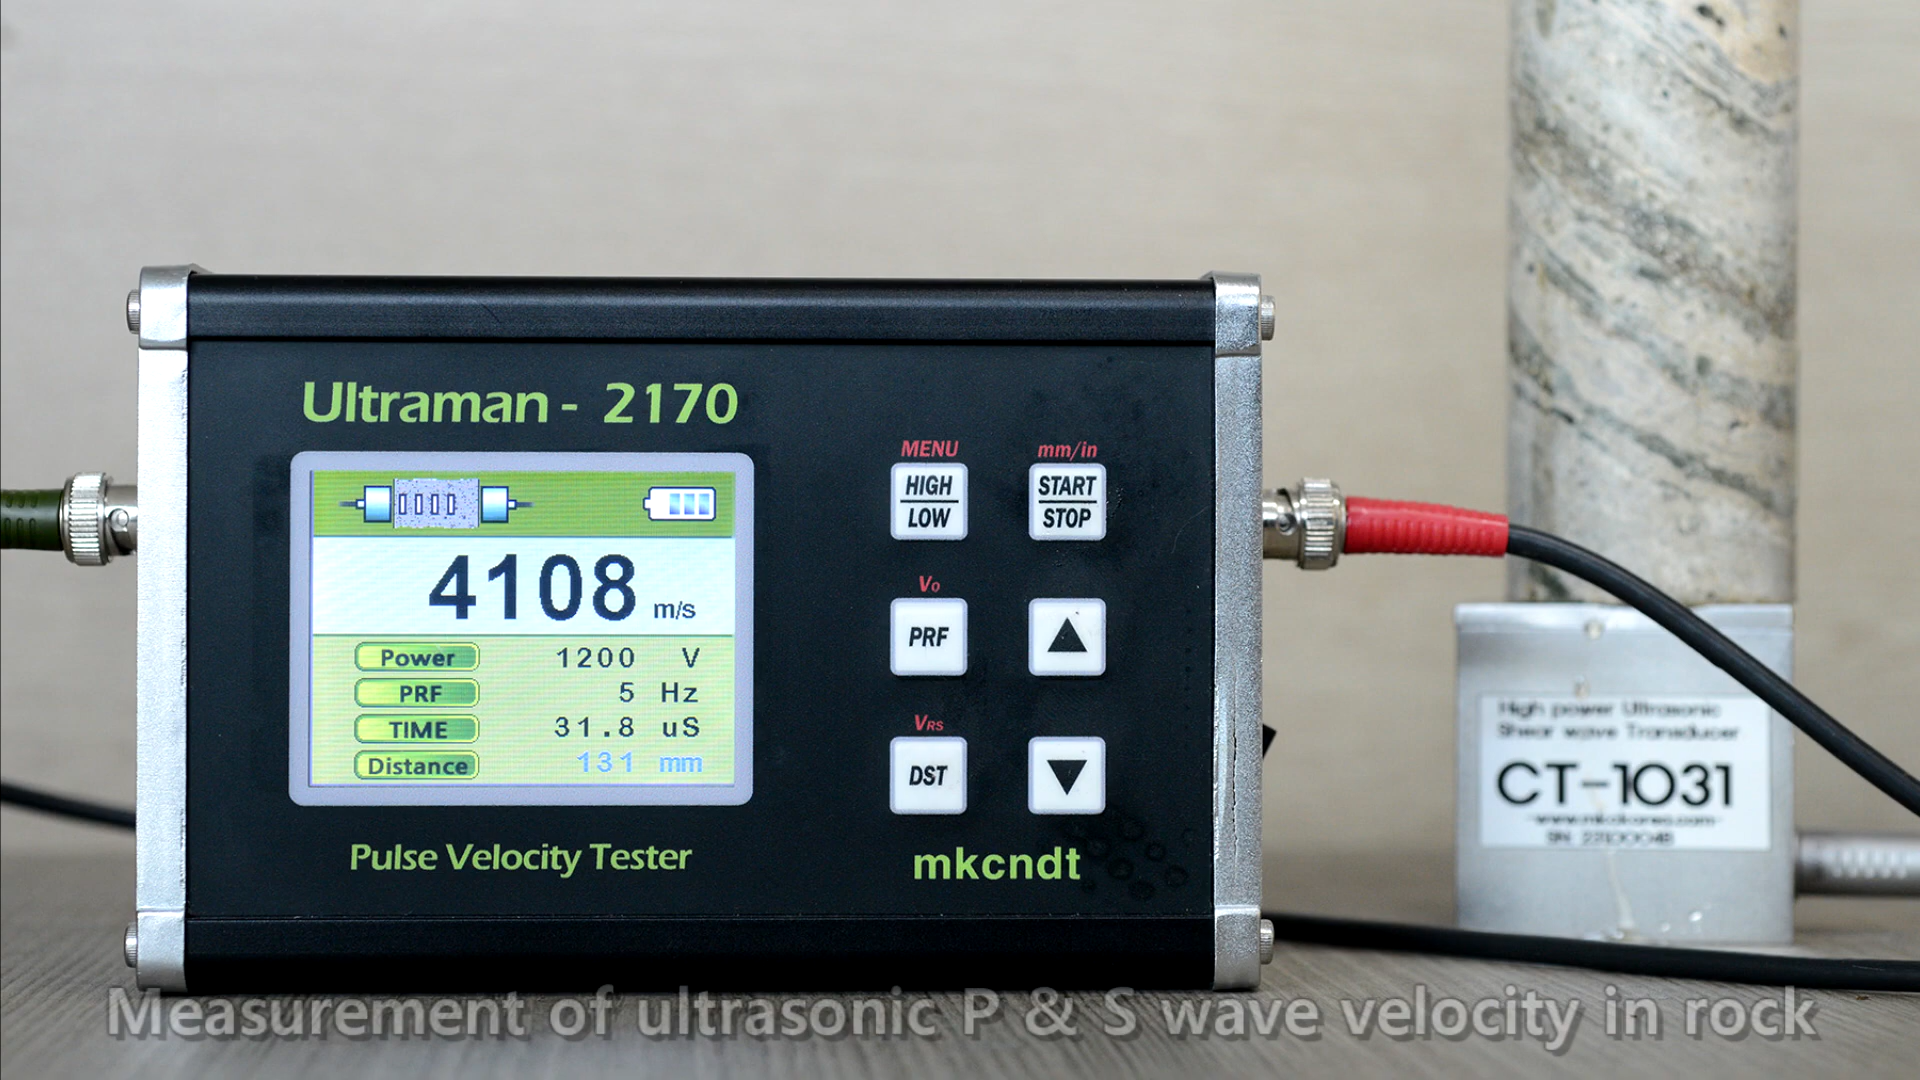 Ultraman - 2170
4108 m/s
Power 1200 V
PRF 5 Hz
TIME 31.8 uS
Distance 131 mm
Pulse Velocity Tester
MENU
HIGH
LOW
mm/in
START
STOP
Vo
PRF
VRS
DST
mkcndt
High power Ultrasonic
Shear wave Transducer
CT-1031
Measurement of ultrasonic P & S wave velocity in rock